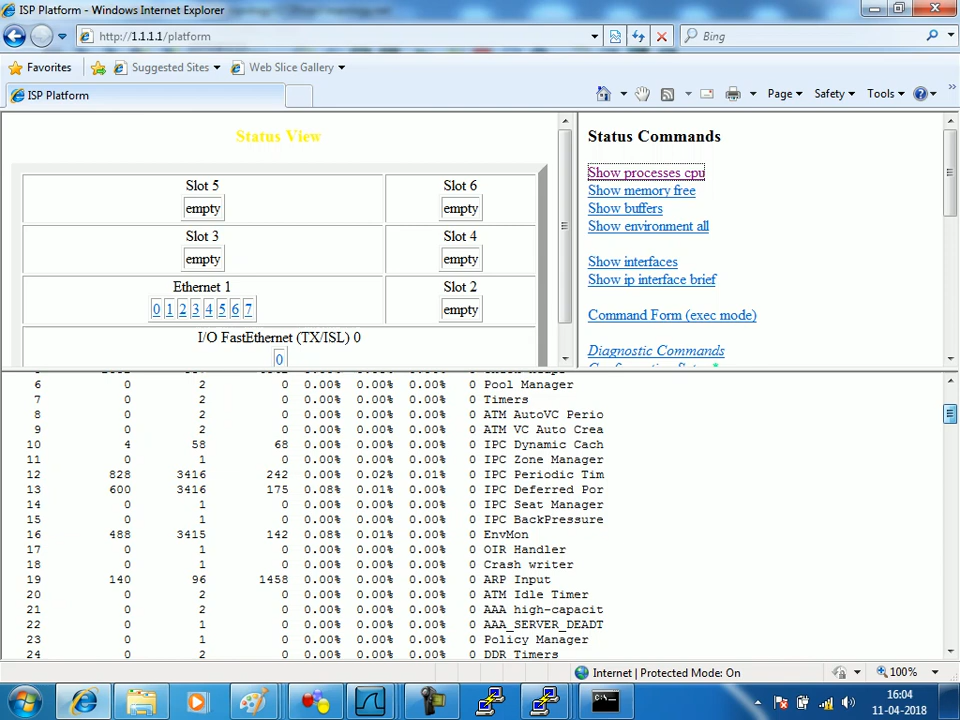 ISP Platform - Windows Internet Explorer
http://1.1.1.1/platform
Bing
Favorites
Suggested Sites
Web Slice Gallery
ISP Platform
Page
Safety
Tools
Status View
Slot 5
empty
Slot 6
empty
Slot 3
empty
Slot 4
empty
Ethernet 1
0 1 2 3 4 5 6 7
Slot 2
empty
I/O FastEthernet (TX/ISL) 0
0
Status Commands
Show processes cpu
Show memory free
Show buffers
Show environment all
Show interfaces
Show ip interface brief
Command Form (exec mode)
Diagnostic Commands
6 0 2 0 0.00% 0.00% 0.00% 0 Pool Manager
7 0 2 0 0.00% 0.00% 0.00% 0 Timers
8 0 2 0 0.00% 0.00% 0.00% 0 ATM AutoVC Perio
9 0 2 0 0.00% 0.00% 0.00% 0 ATM VC Auto Crea
10 4 58 68 0.00% 0.00% 0.00% 0 IPC Dynamic Cach
11 0 1 0 0.00% 0.00% 0.00% 0 IPC Zone Manager
12 828 3416 242 0.00% 0.02% 0.01% 0 IPC Periodic Tim
13 600 3416 175 0.08% 0.01% 0.00% 0 IPC Deferred Por
14 0 1 0 0.00% 0.00% 0.00% 0 IPC Seat Manager
15 0 1 0 0.00% 0.00% 0.00% 0 IPC BackPressure
16 488 3415 142 0.08% 0.01% 0.00% 0 EnvMon
17 0 1 0 0.00% 0.00% 0.00% 0 OIR Handler
18 0 1 0 0.00% 0.00% 0.00% 0 Crash writer
19 140 96 1458 0.00% 0.00% 0.00% 0 ARP Input
20 0 2 0 0.00% 0.00% 0.00% 0 ATM Idle Timer
21 0 2 0 0.00% 0.00% 0.00% 0 AAA high-capacit
22 0 1 0 0.00% 0.00% 0.00% 0 AAA_SERVER_DEADT
23 0 1 0 0.00% 0.00% 0.00% 0 Policy Manager
24 0 2 0 0.00% 0.00% 0.00% 0 DDR Timers
Internet | Protected Mode: On
100%
16:04
11-04-2018